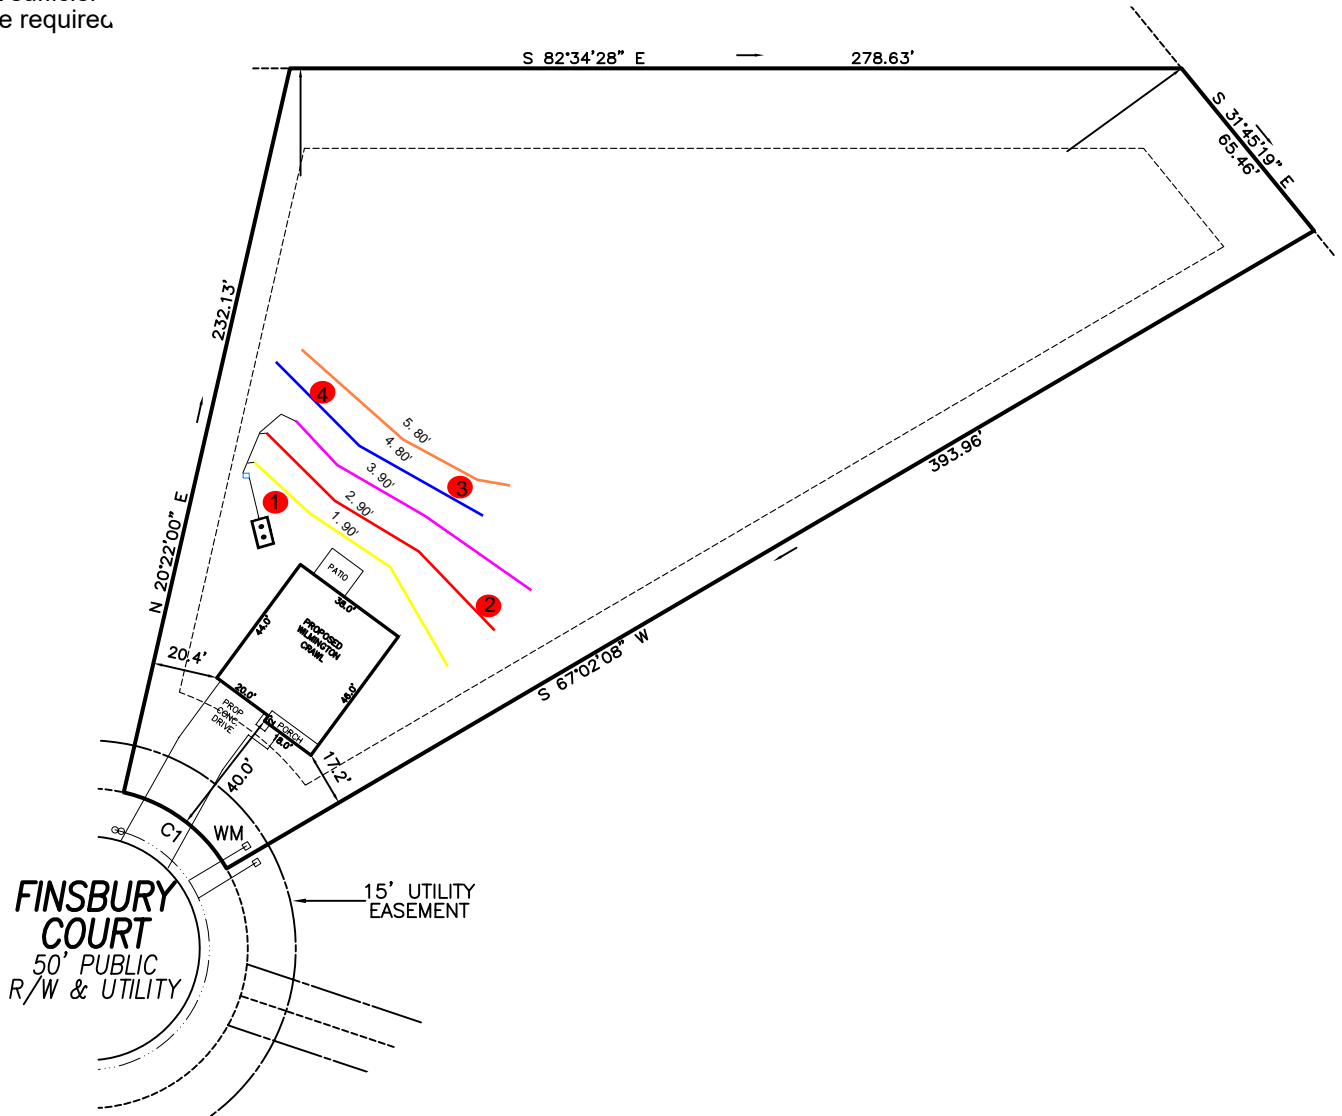 e required
S 82°34'28" E 278.63'
S 31°45'19" E
65.46'
232.13'
N 20°22'00" E
393.96'
S 67°02'08" W
5. 80'
4. 80'
3. 90'
2. 90'
1. 90'
4
3
1
2
PATIO
38.0'
44.0'
PROPOSED
WILMINGTON
CRAWL
46.0'
20.0'
20.4'
PROP
CONC.
DRIVE
PORCH
18.0'
17.2'
40.0'
C1
WM
FINSBURY
COURT
50' PUBLIC
R/W & UTILITY
15' UTILITY
EASEMENT